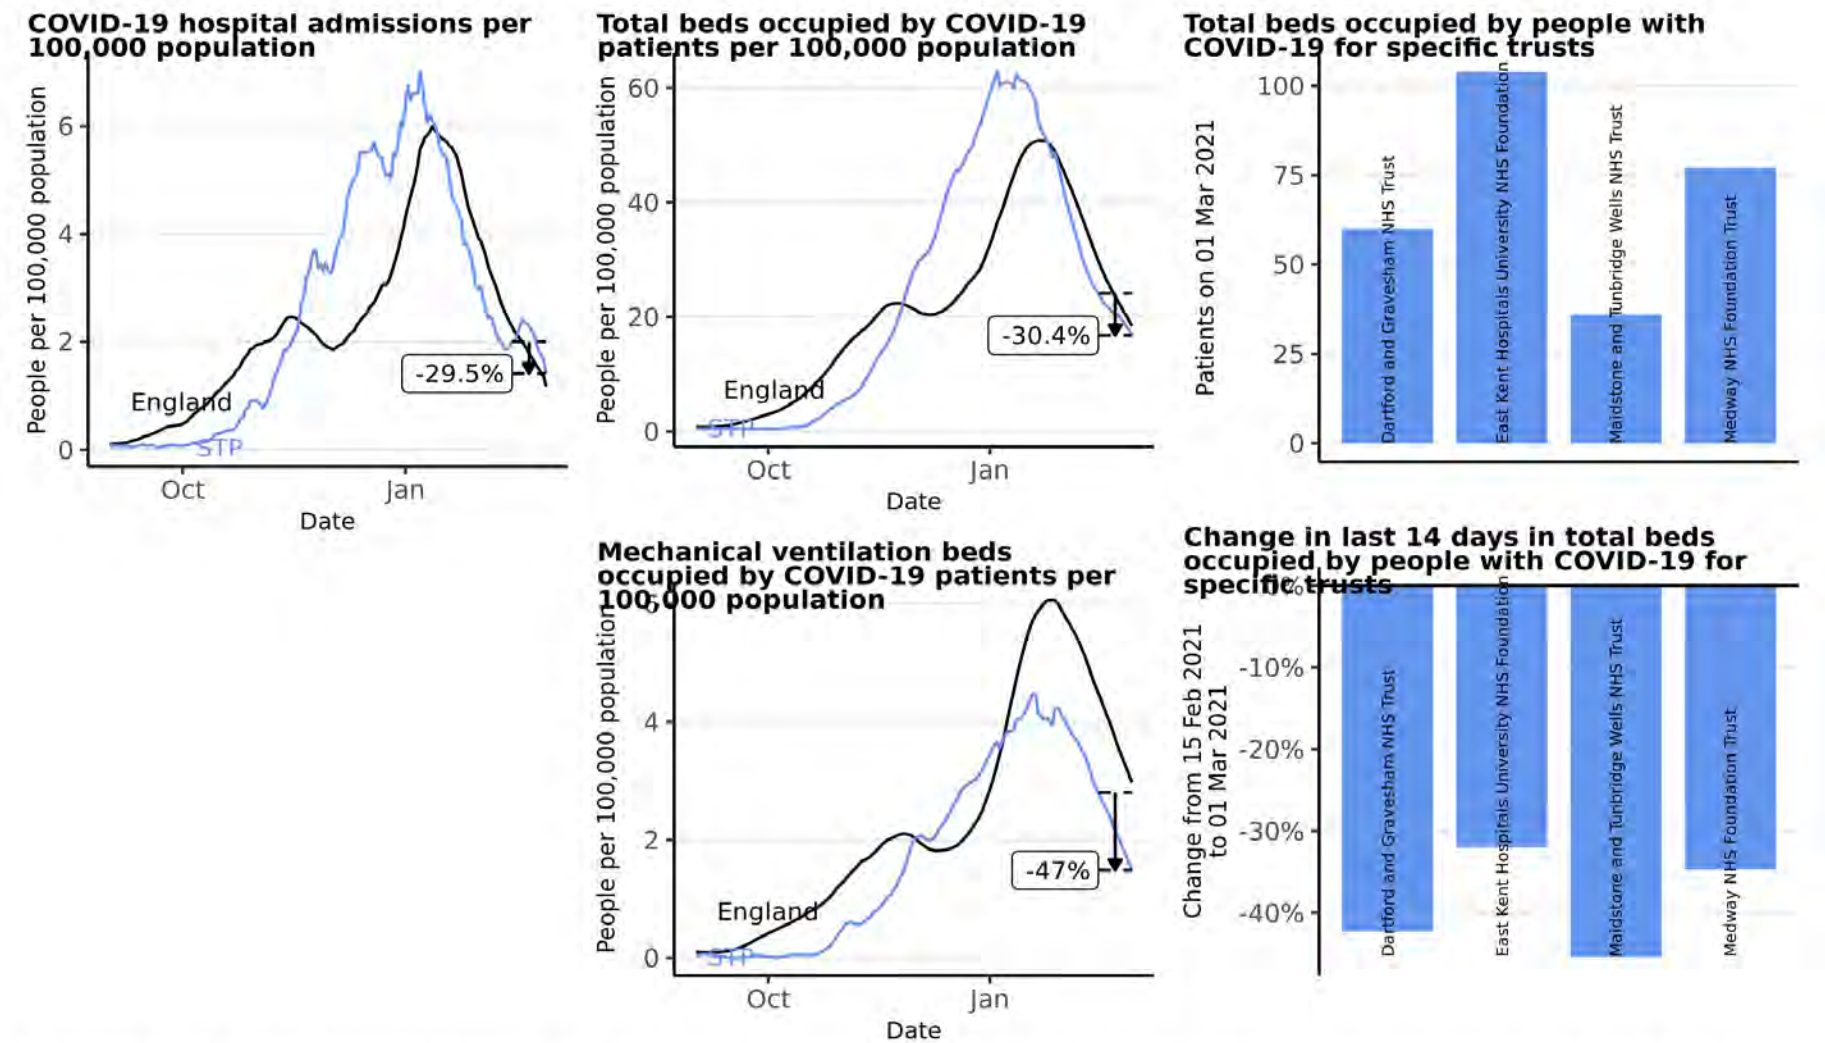 COVID-19 hospital admissions per
100,000 population
People per 100,000 population
6
4
2
0
England
STP
-29.5%
Oct
Jan
Date
Total beds occupied by COVID-19
patients per 100,000 population
People per 100,000 population
60
40
20
0
England
STP
-30.4%
Oct
Jan
Date
Total beds occupied by people with
COVID-19 for specific trusts
Patients on 01 Mar 2021
100
75
50
25
0
Dartford and Gravesham NHS Trust
East Kent Hospitals University NHS Foundation
Maidstone and Tunbridge Wells NHS Trust
Medway NHS Foundation Trust
Mechanical ventilation beds
occupied by COVID-19 patients per
100,000 population
People per 100,000 population
6
4
2
0
England
STP
-47%
Oct
Jan
Date
Change in last 14 days in total beds
occupied by people with COVID-19 for
specific trusts
Change from 15 Feb 2021
to 01 Mar 2021
0%
-10%
-20%
-30%
-40%
Dartford and Gravesham NHS Trust
East Kent Hospitals University NHS Foundation
Maidstone and Tunbridge Wells NHS Trust
Medway NHS Foundation Trust